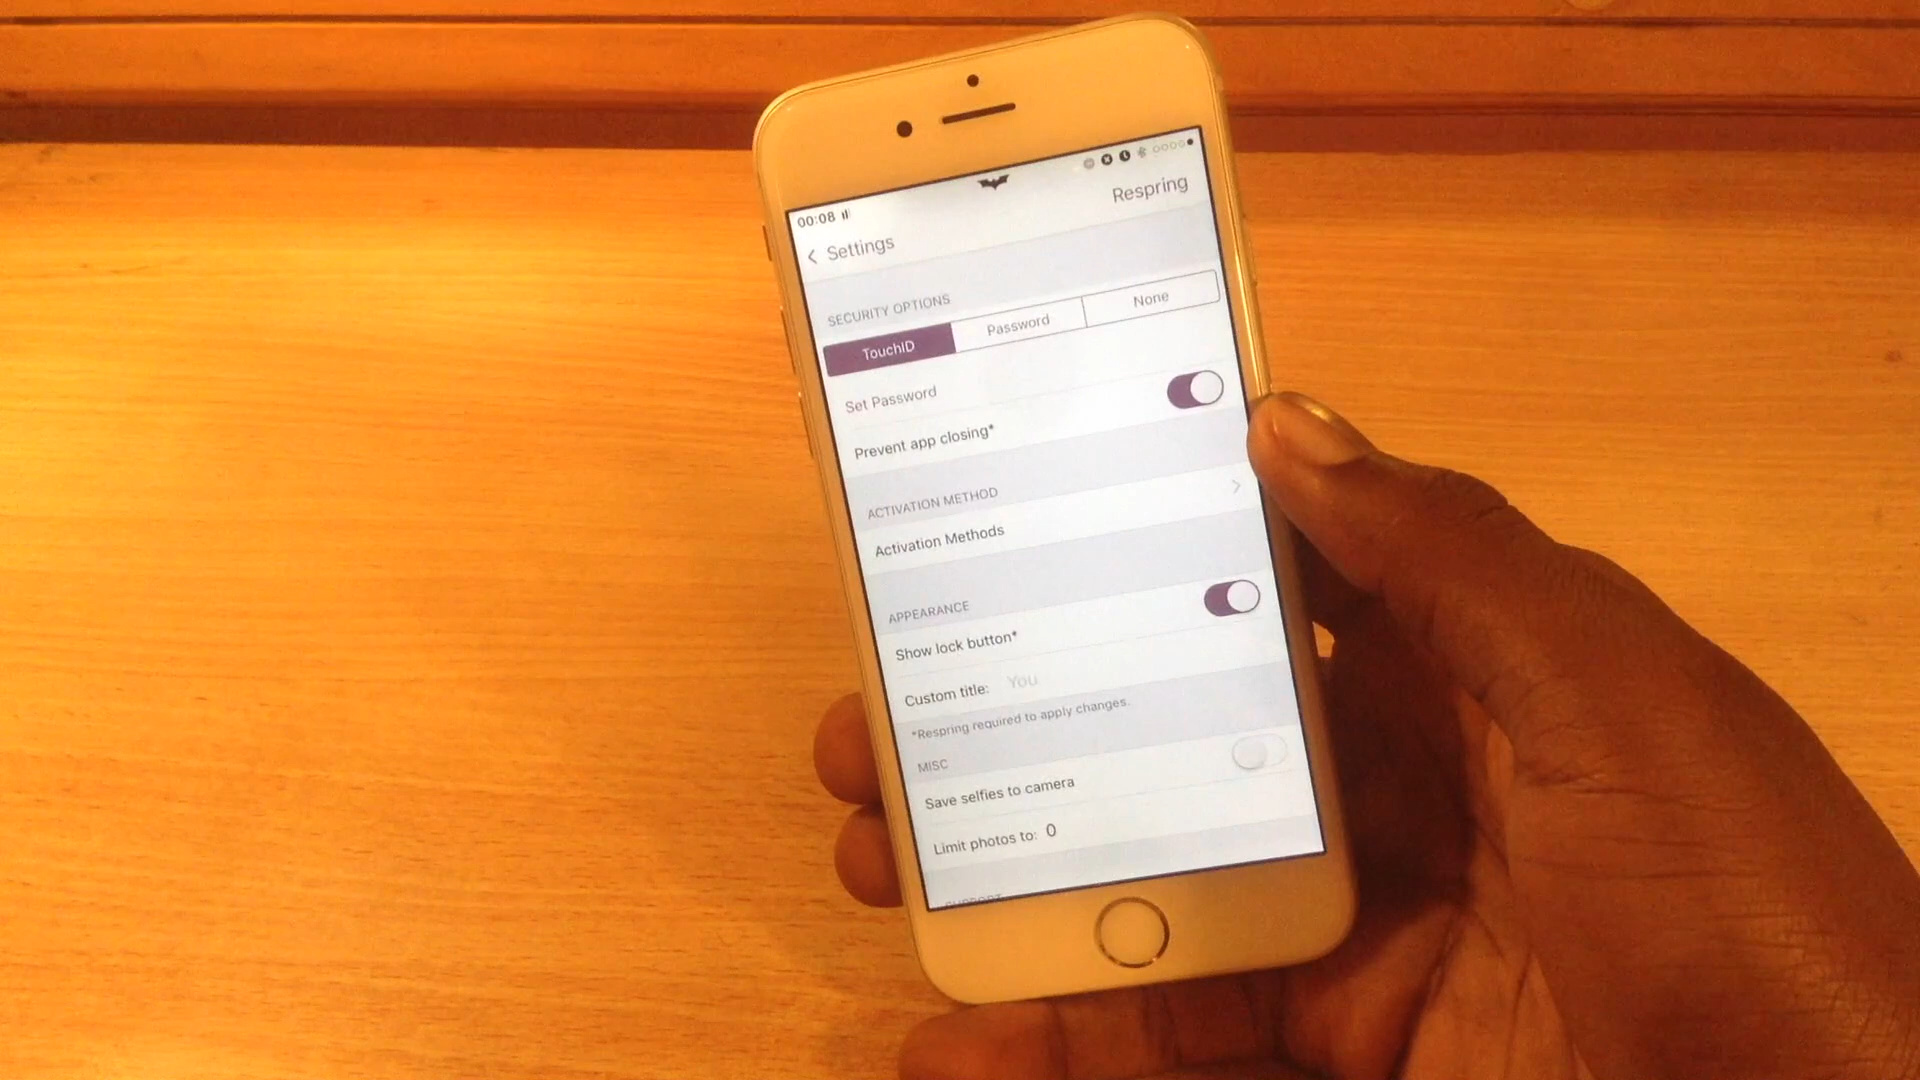 00:08
Settings
Respring
SECURITY OPTIONS
TouchID Password None
Set Password
Prevent app closing*
ACTIVATION METHOD
Activation Methods
APPEARANCE
Show lock button*
Custom title: You
*Respring required to apply changes.
MISC
Save selfies to camera
Limit photos to: 0
SUPPORT